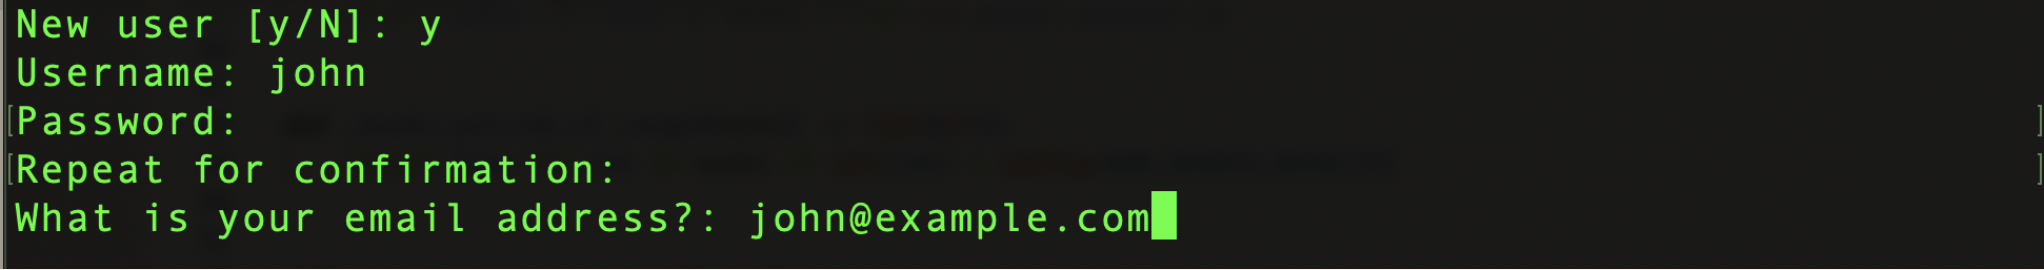 New user [y/N]: y
Username: john
[Password: ]
[Repeat for confirmation: ]
What is your email address?: john@example.com